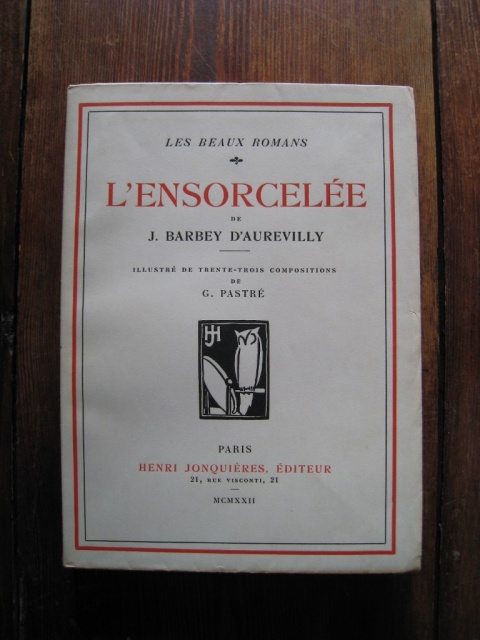 LES BEAUX ROMANS
L'ENSORCELÉE
DE
J. BARBEY D'AUREVILLY
ILLUSTRÉ DE TRENTE-TROIS COMPOSITIONS
DE
G. PASTRÉ
HJ
PARIS
HENRI JONQUIÈRES, ÉDITEUR
21, RUE VISCONTI, 21
MCMXXII